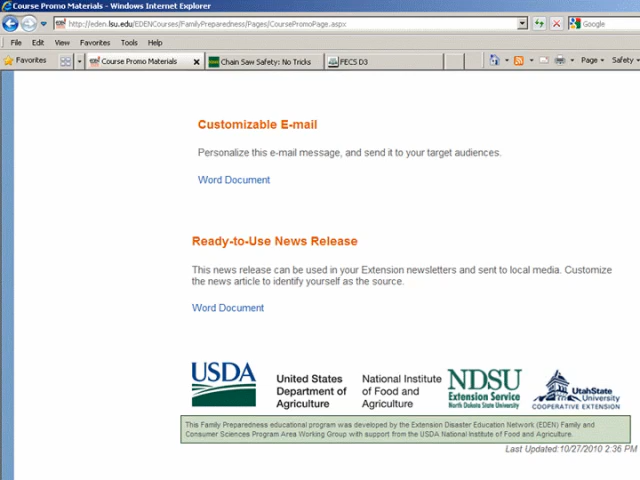 Course Promo Materials - Windows Internet Explorer
http://eden.lsu.edu/EDENCourses/FamilyPreparedness/Pages/CoursePromoPage.aspx
Google
File Edit View Favorites Tools Help
Favorites
Course Promo Materials
Chain Saw Safety: No Tricks
FECS D3
Page
Safety
Customizable E-mail
Personalize this e-mail message, and send it to your target audiences.
Word Document
Ready-to-Use News Release
This news release can be used in your Extension newsletters and sent to local media. Customize
the news article to identify yourself as the source.
Word Document
USDA
United States
Department of
Agriculture
National Institute
of Food and
Agriculture
NDSU
Extension Service
North Dakota State University
UtahState
University
COOPERATIVE EXTENSION
This Family Preparedness educational program was developed by the Extension Disaster Education Network (EDEN) Family and
Consumer Sciences Program Area Working Group with support from the USDA National Institute of Food and Agriculture.
Last Updated:10/27/2010 2:36 PM